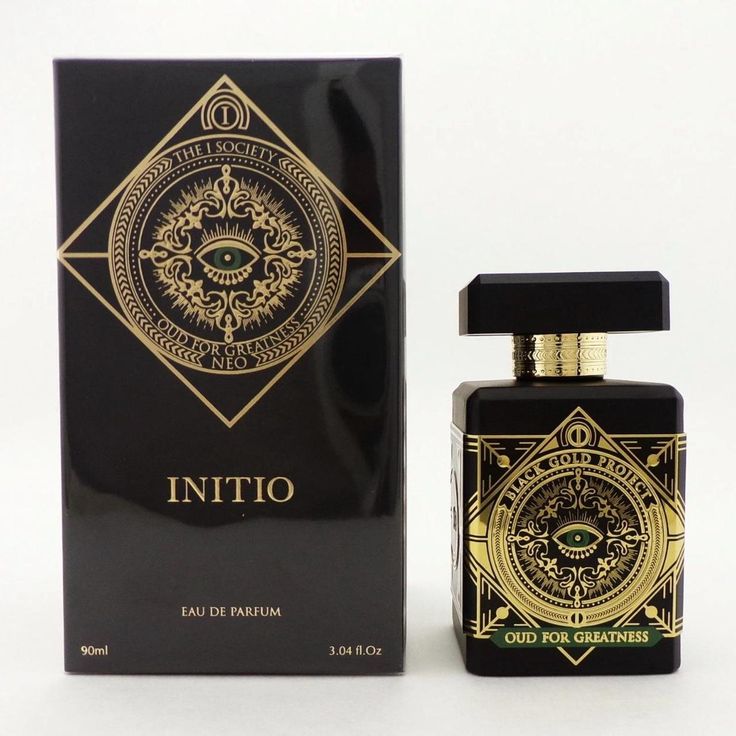 I
THE I SOCIETY
OUD FOR GREATNESS
NEO
INITIO
EAU DE PARFUM
90ml
3.04 fl.Oz
BLACK GOLD PROJECT
OUD FOR GREATNESS